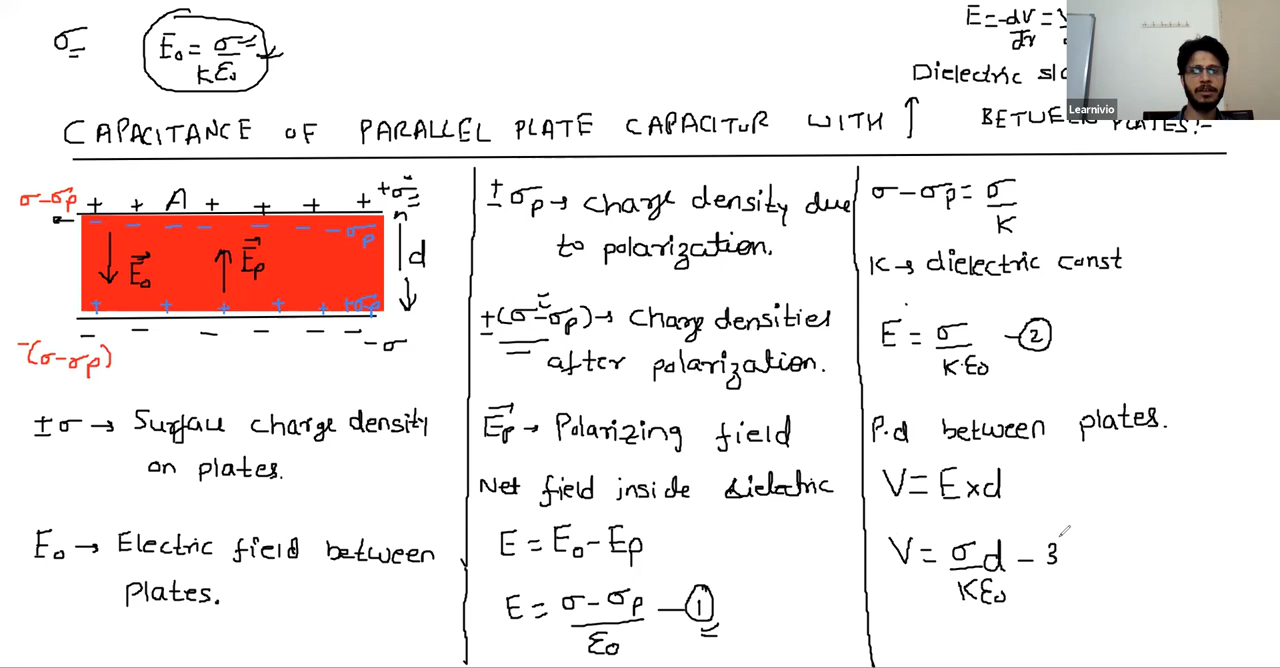 σ
E₀ = σ/Kε₀
E = -dV/dr =
Dielectric
CAPACITANCE OF PARALLEL PLATE CAPACITOR WITH ↑ BETWEEN PLATES:-
Learnivio
σ-σp + + A + + + + +σ
- - - - - - - σp
E₀ Ep d
+ + + + + +σp
- - - - - - - σ
-(σ-σp)
±σ → Surface charge density
on plates.
E₀ → Electric field between
Plates.
±σp → charge density due
to polarization.
±(σ-σp) → Charge densities
after polarization.
Ep → Polarizing field
Net field inside dielectric
E = E₀ - Ep
E = σ-σp/ε₀ — ①
σ-σp = σ/K
K → dielectric const
E = σ/K·ε₀ — ②
P.d between plates.
V = E×d
V = σd/Kε₀ - 3